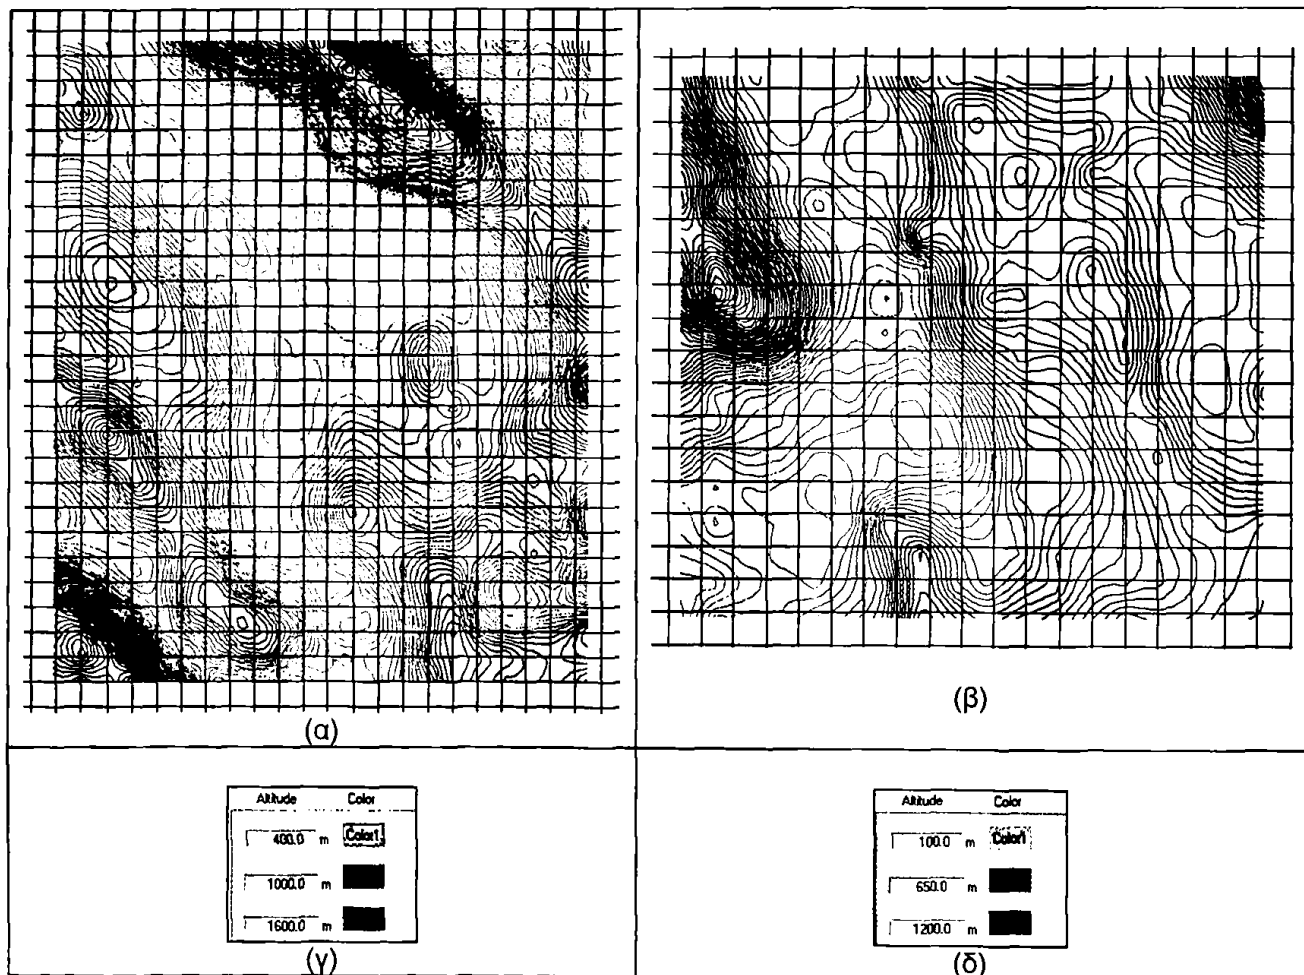 (α)
(β)
Altitude Color
400.0 m Color1
1000.0 m
1600.0 m
(γ)
Altitude Color
100.0 m Color1
650.0 m
1200.0 m
(δ)